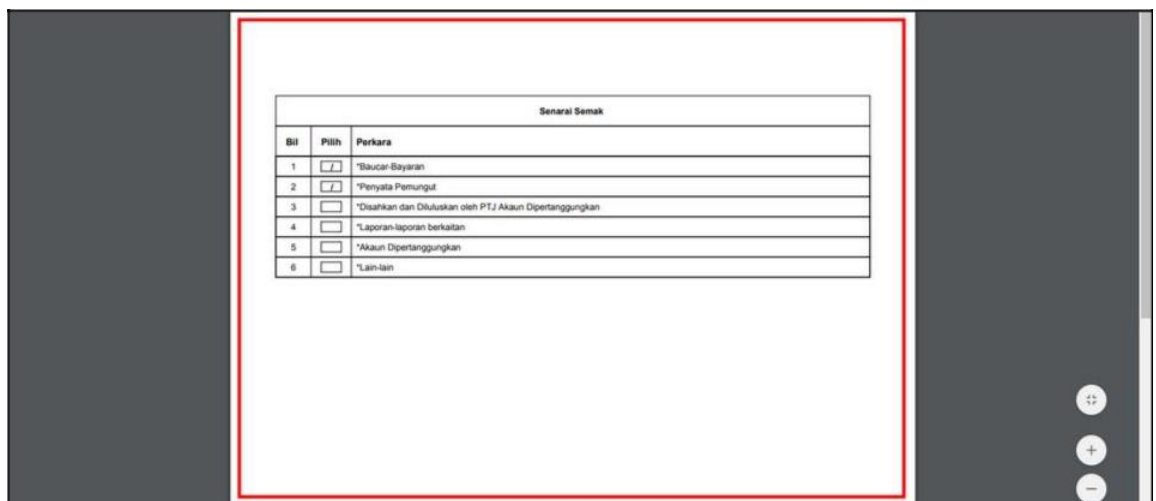 Senarai Semak
Bil Pilih Perkara
1 / *Baucar-Bayaran
2 / *Penyata Pemungut
3 *Disahkan dan Diluluskan oleh PTJ Akaun Dipertanggungkan
4 *Laporan-laporan berkaitan
5 *Akaun Dipertanggungkan
6 *Lain-lain